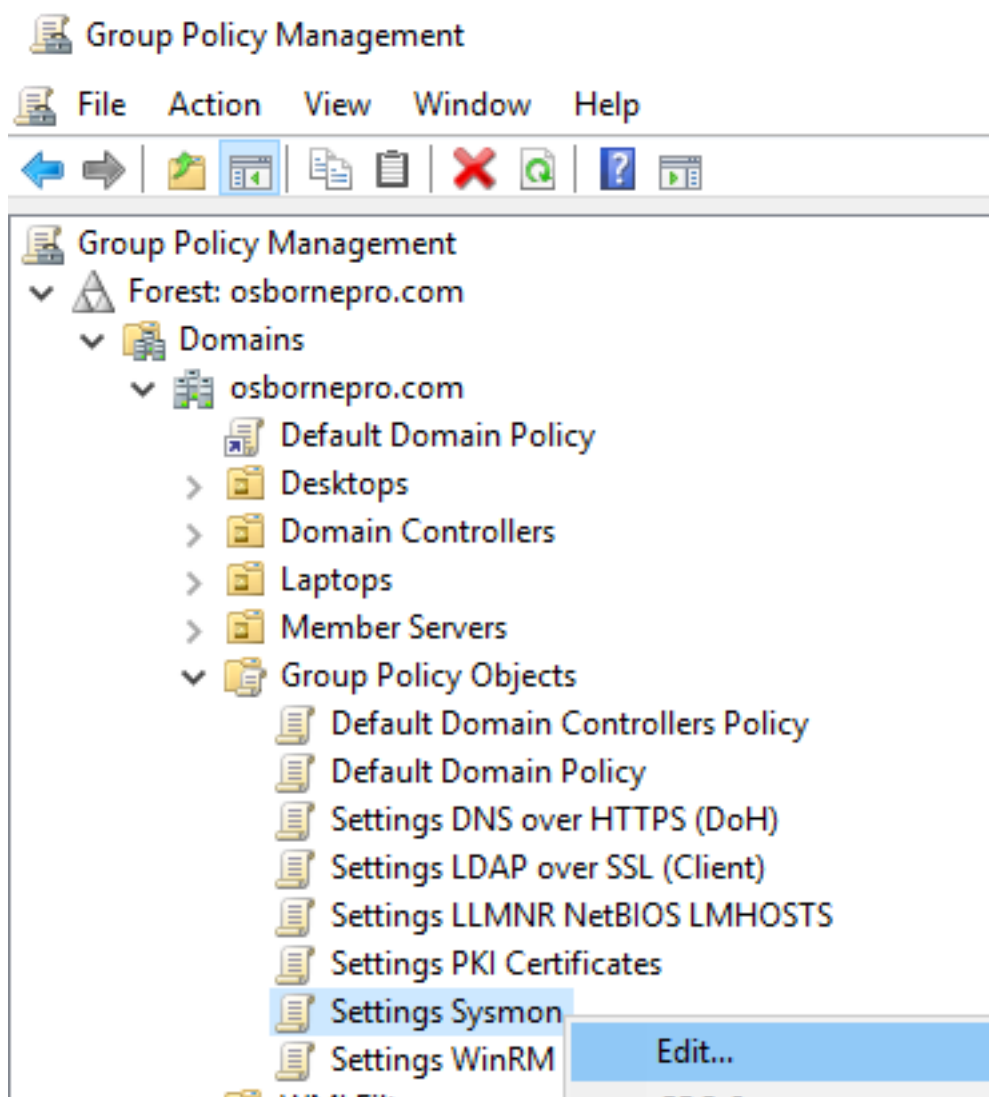 Group Policy Management
File Action View Window Help
Group Policy Management
Forest: osbornepro.com
Domains
osbornepro.com
Default Domain Policy
Desktops
Domain Controllers
Laptops
Member Servers
Group Policy Objects
Default Domain Controllers Policy
Default Domain Policy
Settings DNS over HTTPS (DoH)
Settings LDAP over SSL (Client)
Settings LLMNR NetBIOS LMHOSTS
Settings PKI Certificates
Settings Sysmon
Edit...
Settings WinRM